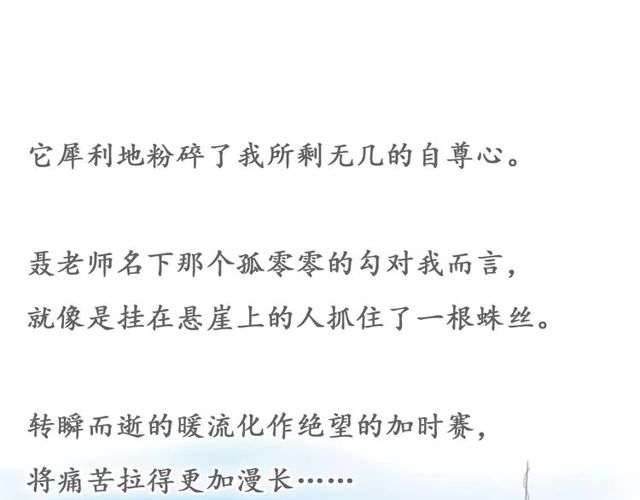 它犀利地粉碎了我所剩无几的自尊心。
聂老师名下那个孤零零的勾对我而言，
就像是挂在悬崖上的人抓住了一根蛛丝。
转瞬而逝的暖流化作绝望的加时赛，
将痛苦拉得更加漫长……